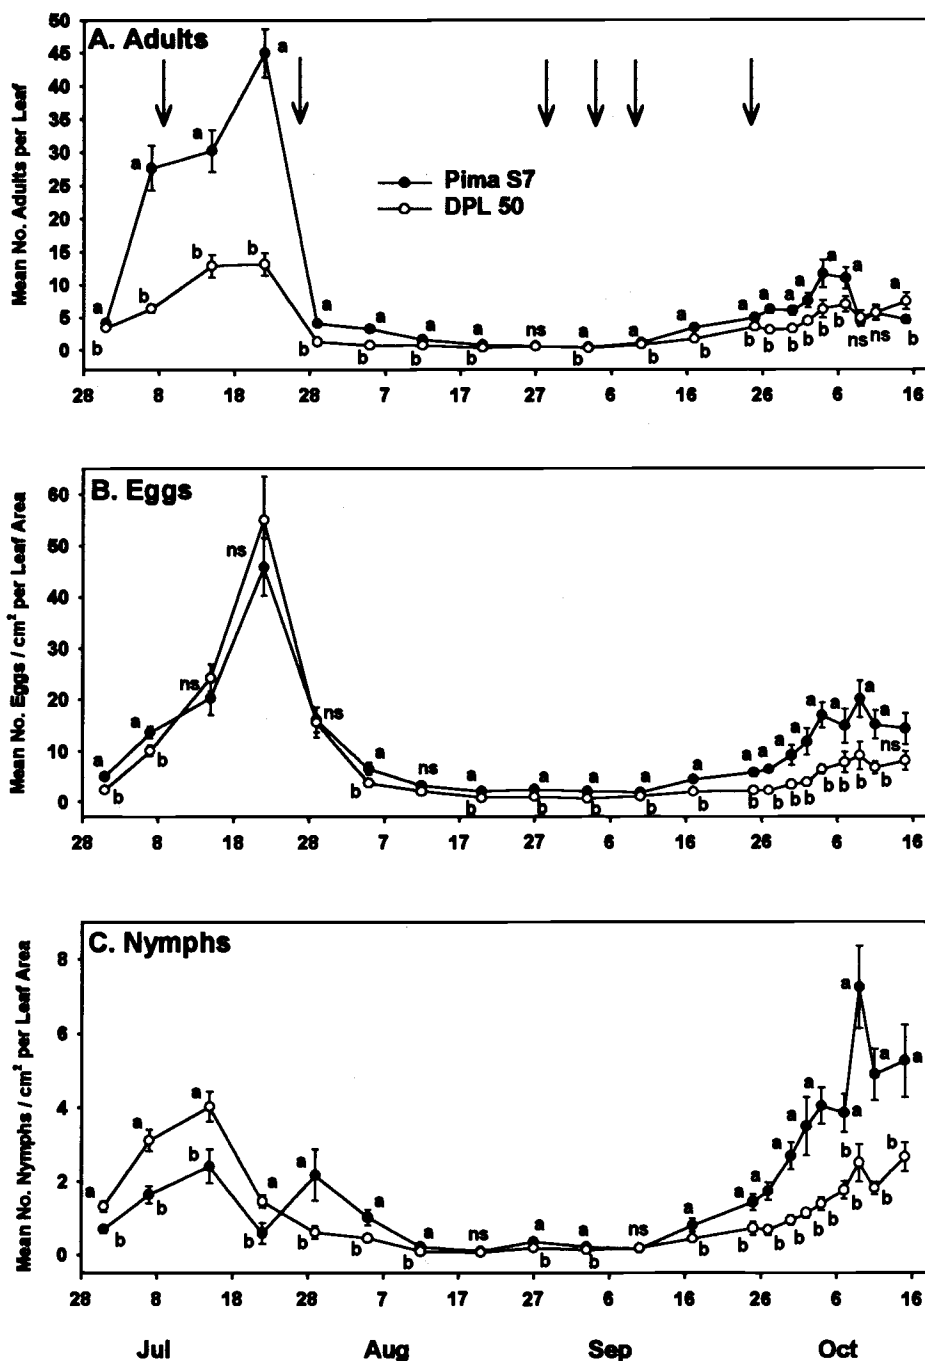 A. Adults
Mean No. Adults per Leaf
50
45
40
35
30
25
20
15
10
5
0
a a a a a a a a a ns a a a a a a a a a
b b b b b b b b b b b b b b b b b ns ns b
Pima S7
DPL 50
28 8 18 28 7 17 27 6 16 26 6 16
B. Eggs
Mean No. Eggs / cm² per Leaf Area
60
50
40
30
20
10
0
a a ns ns ns a ns a a a a a a a a a a a a a
b b b b b b b b b b b b b b b b ns
28 8 18 28 7 17 27 6 16 26 6 16
C. Nymphs
Mean No. Nymphs / cm² per Leaf Area
8
6
4
2
0
a a a a a a a ns a a ns a a a a a a a a a a
b b b b b b b b b b b b b b b b b b
28 8 18 28 7 17 27 6 16 26 6 16
Jul Aug Sep Oct